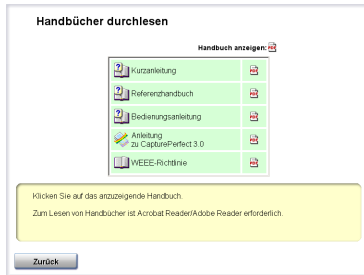 Handbücher durchlesen
Handbuch anzeigen:
Kurzanleitung
Referenzhandbuch
Bedienungsanleitung
Anleitung
zu CapturePerfect 3.0
WEEE-Richtlinie
Klicken Sie auf das anzuzeigende Handbuch.
Zum Lesen von Handbücher ist Acrobat Reader/Adobe Reader erforderlich.
Zurück